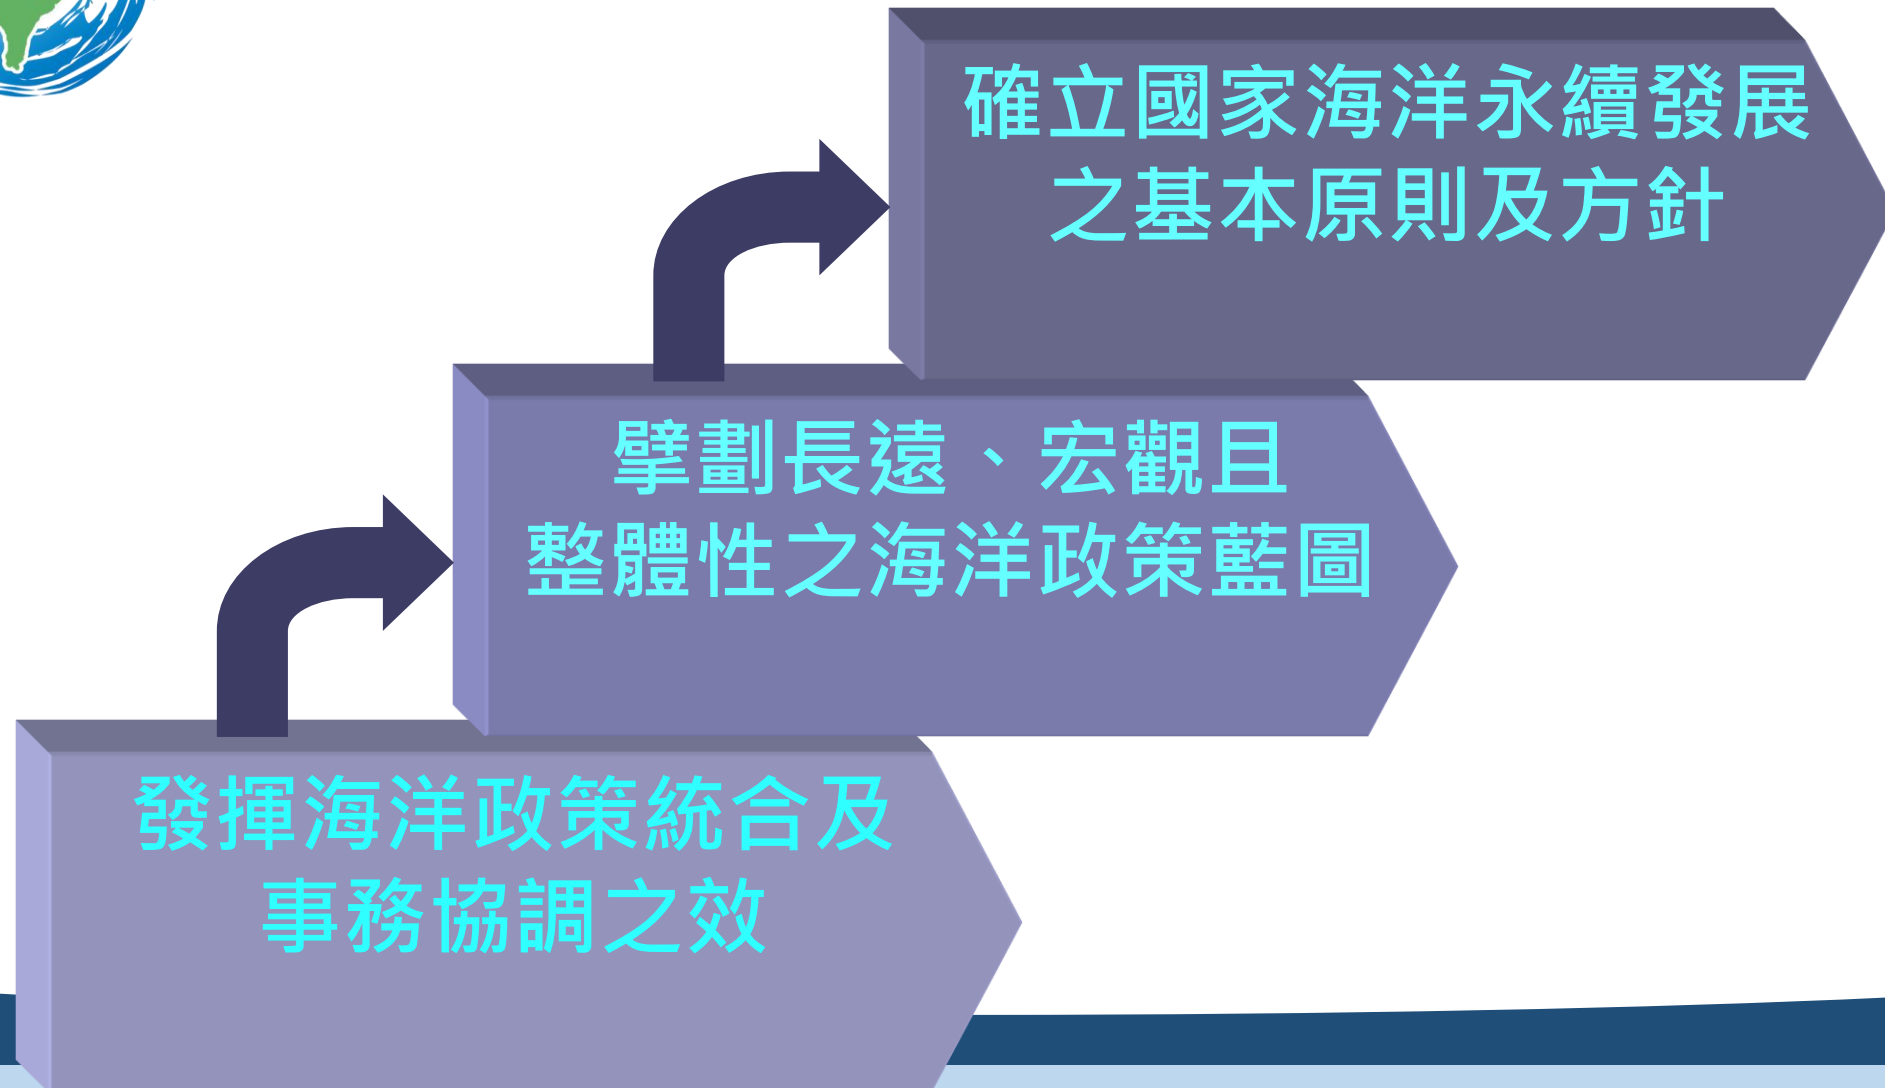 確立國家海洋永續發展
之基本原則及方針
擘劃長遠、宏觀且
整體性之海洋政策藍圖
發揮海洋政策統合及
事務協調之效